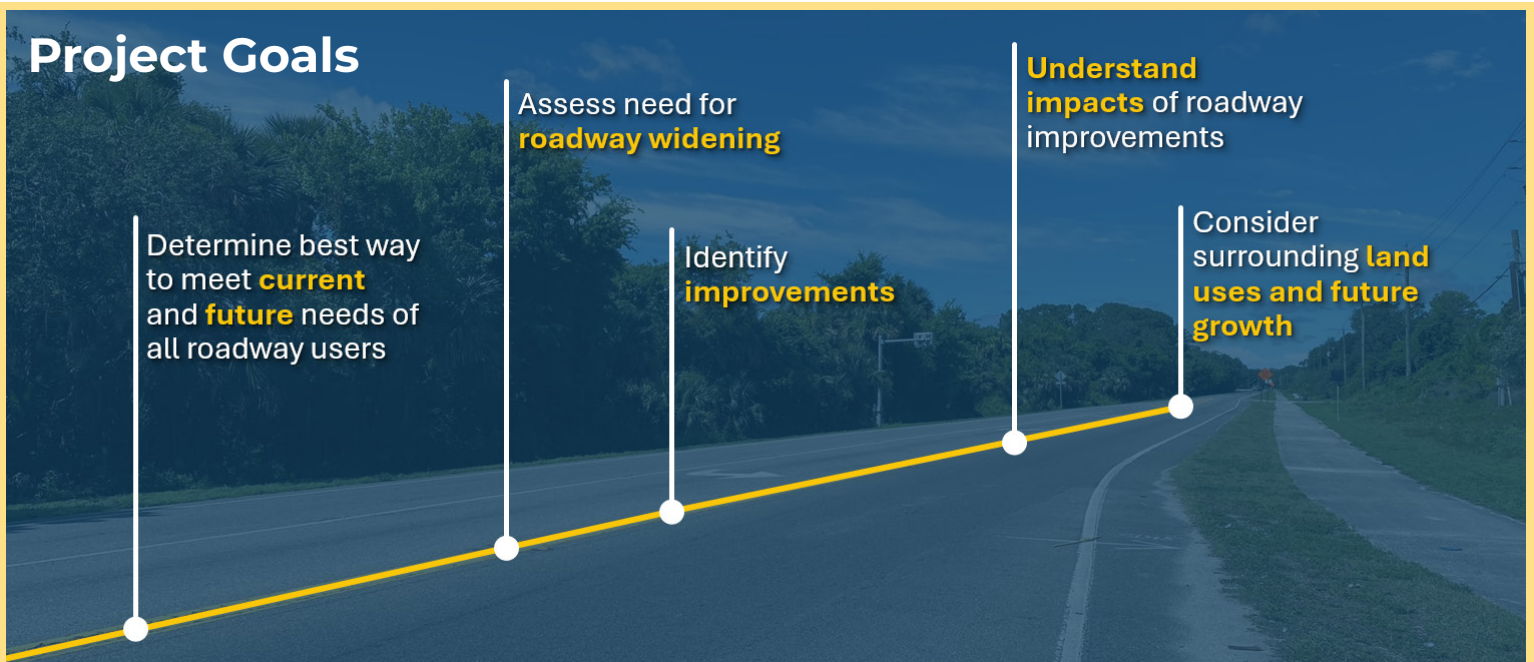 Project Goals
Determine best way
to meet current
and future needs of
all roadway users
Assess need for
roadway widening
Identify
improvements
Understand
impacts of roadway
improvements
Consider
surrounding land
uses and future
growth